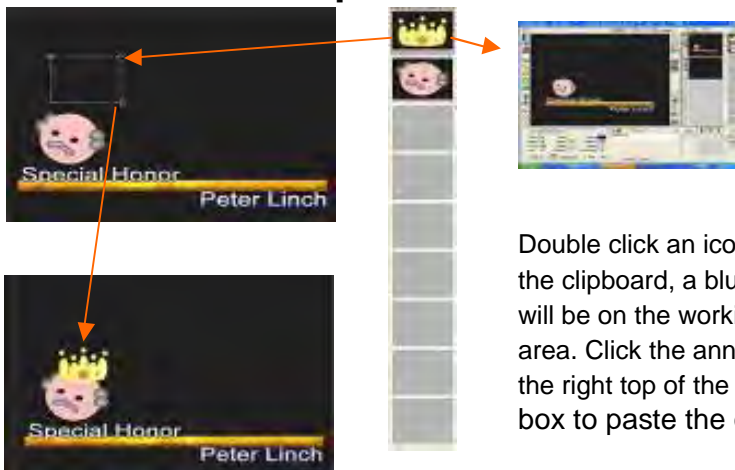 Special Honor
Peter Linch
Special Honor
Peter Linch
Double click an ico
the clipboard, a blu
will be on the worki
area. Click the ann
the right top of the
box to paste the